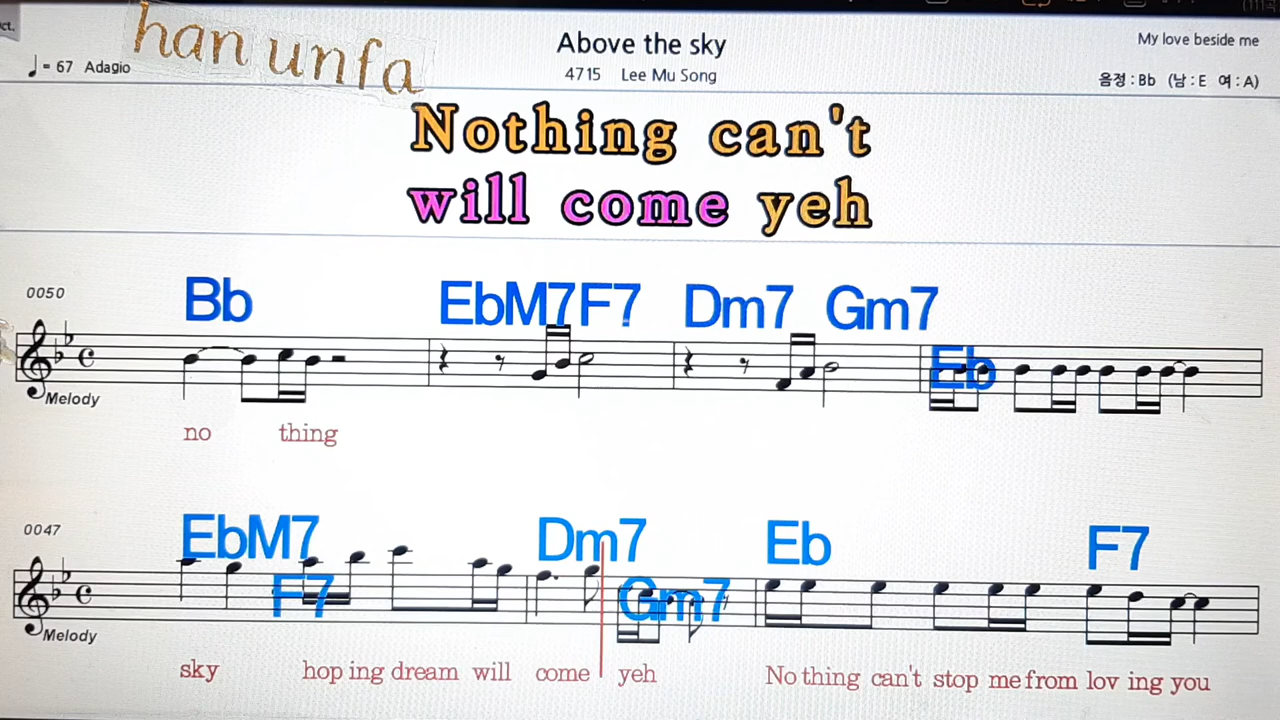 ct.
han unfa
Above the sky
My love beside me
♩ = 67 Adagio
4715 Lee Mu Song
음정 : Bb (남 : E 여 : A)
Nothing can't
will come yeh
0050
Bb EbM7 F7 Dm7 Gm7 Eb
Melody
no thing
0047
EbM7 F7 Dm7 Gm7 Eb F7
Melody
sky hop ing dream will come yeh No thing can't stop me from lov ing you